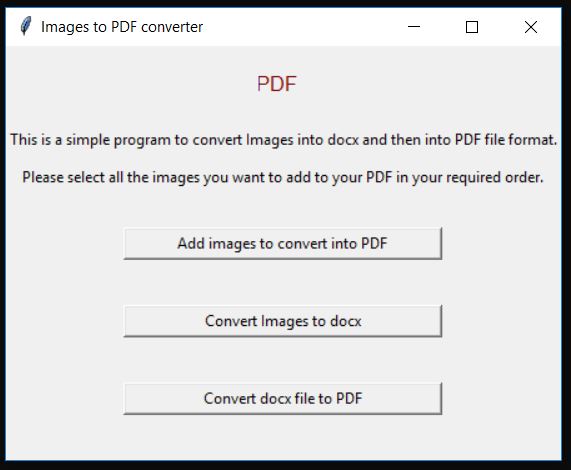 Images to PDF converter
PDF
This is a simple program to convert Images into docx and then into PDF file format.
Please select all the images you want to add to your PDF in your required order.
Add images to convert into PDF
Convert Images to docx
Convert docx file to PDF